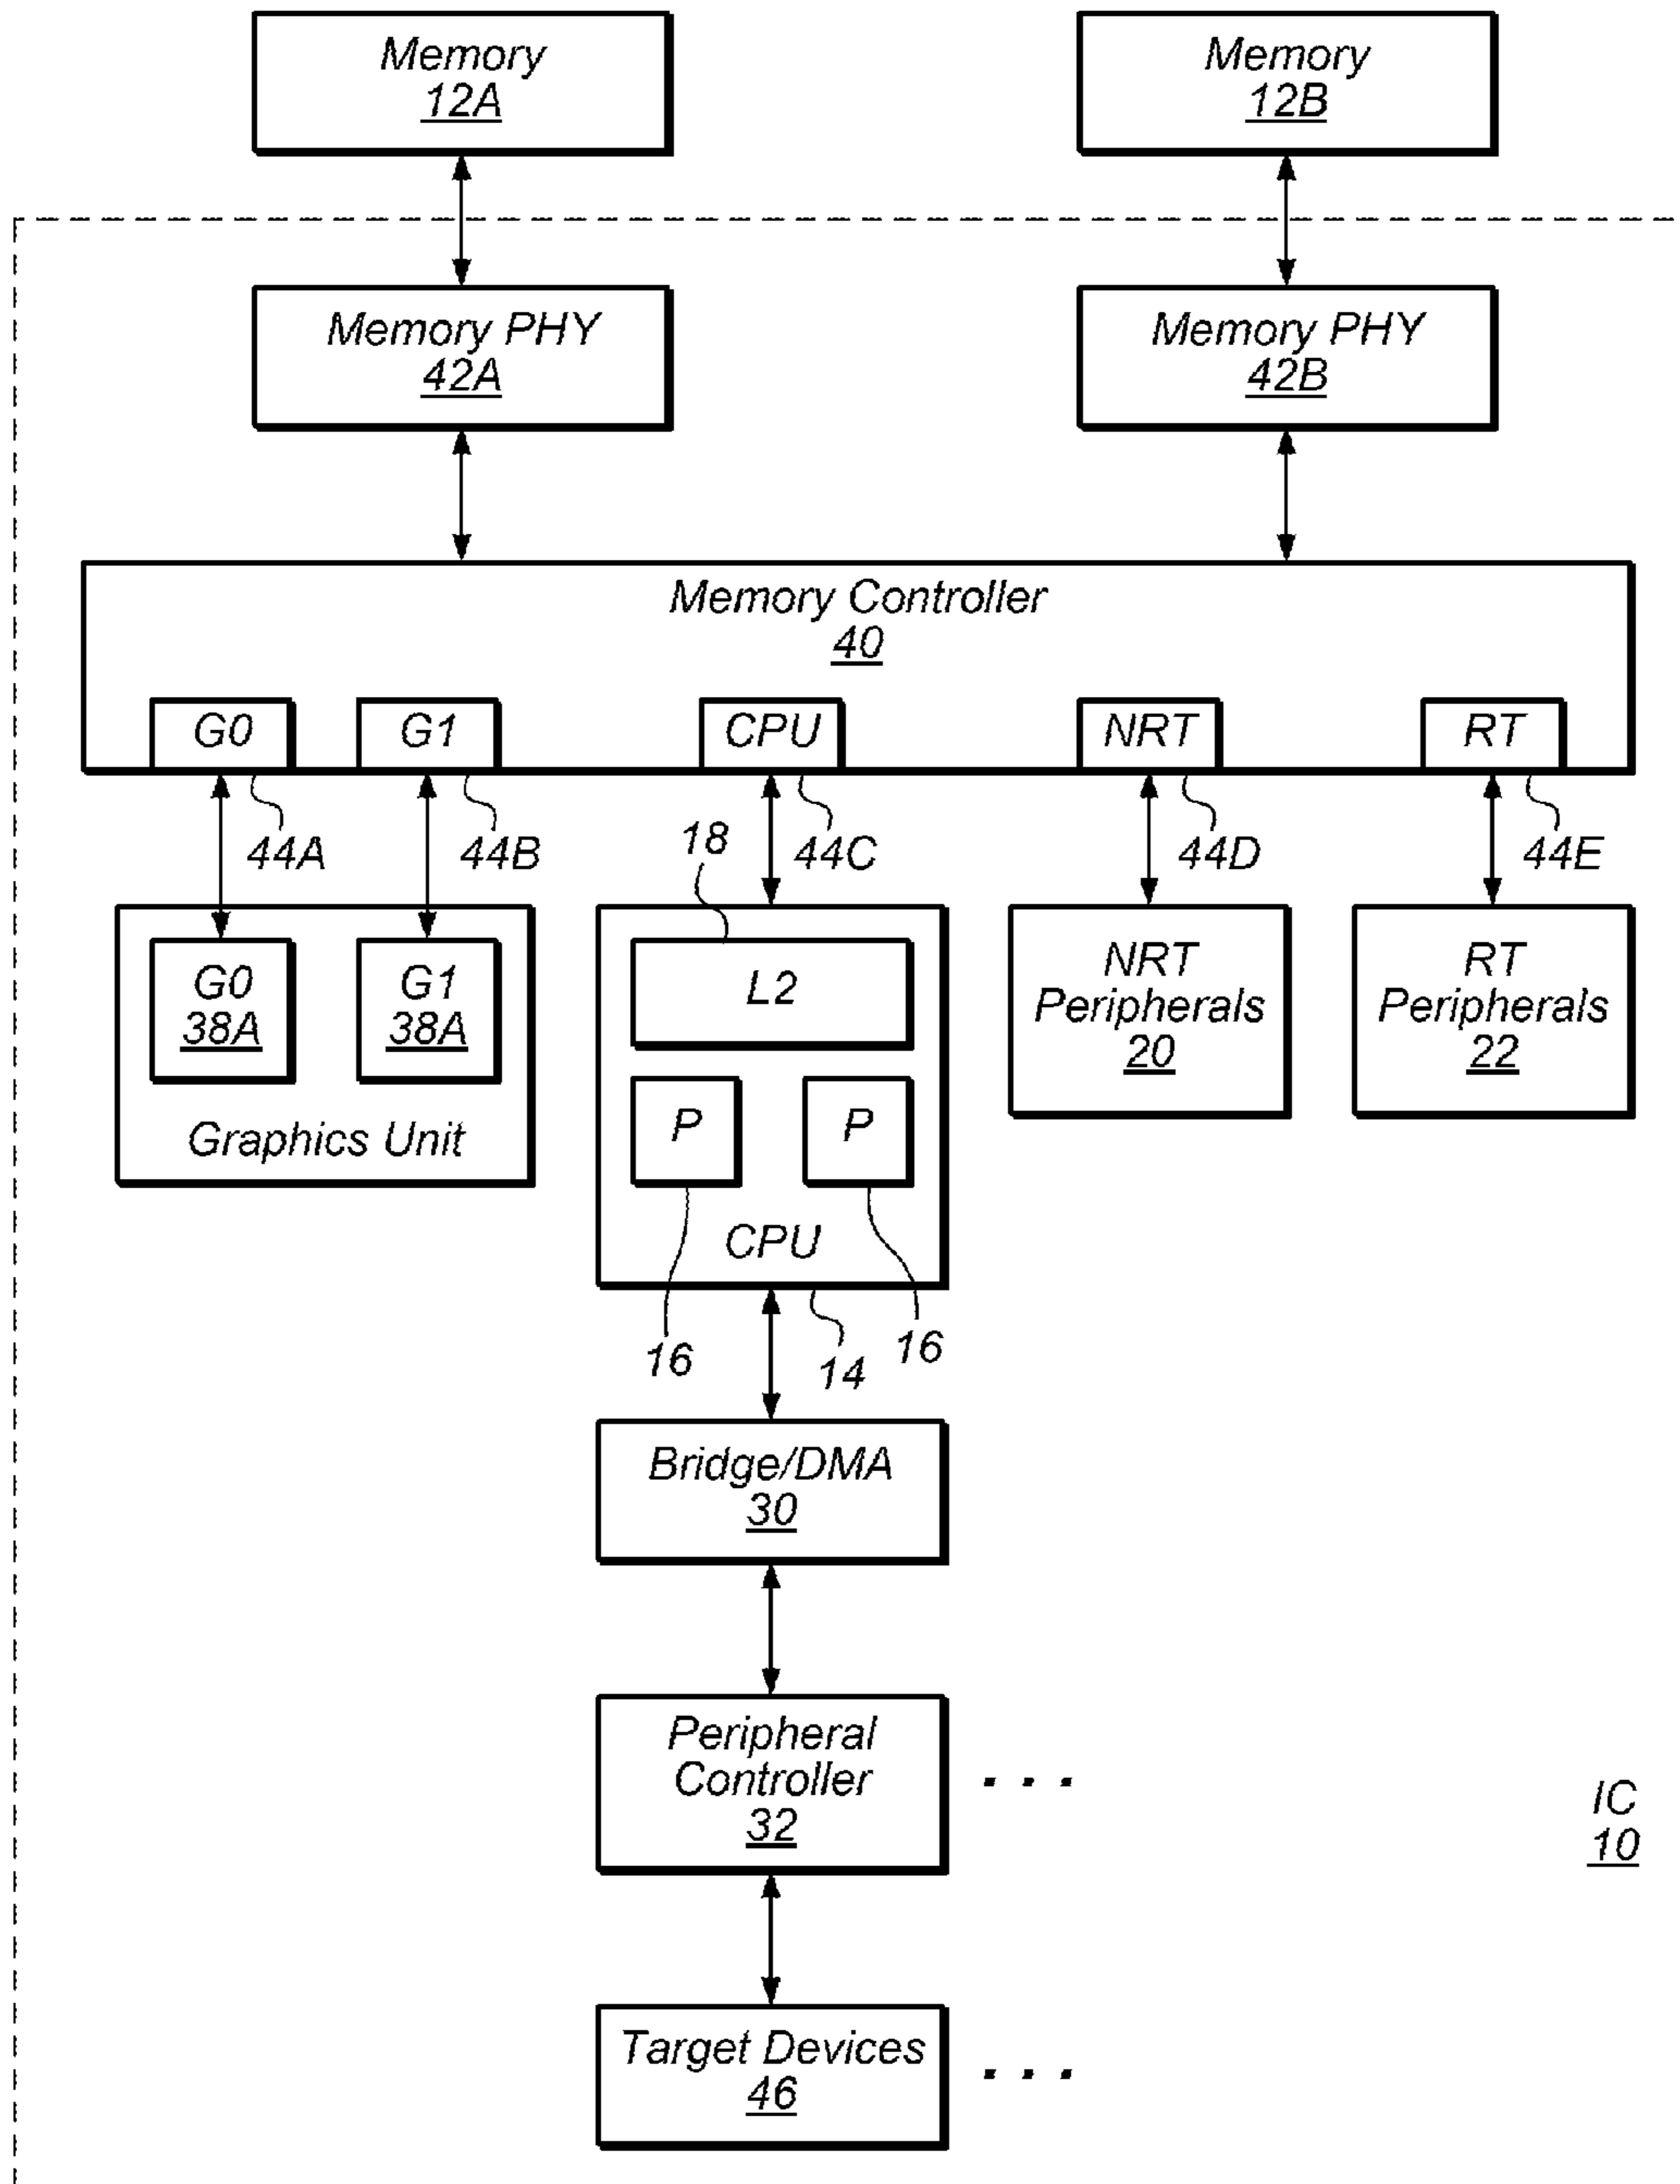 Memory
12A
Memory
12B
Memory PHY
42A
Memory PHY
42B
Memory Controller
40
G0
G1
CPU
NRT
RT
44A
44B
18
44C
44D
44E
G0
38A
G1
38A
Graphics Unit
L2
P
P
CPU
NRT
Peripherals
20
RT
Peripherals
22
16
14
16
Bridge/DMA
30
Peripheral
Controller
32
. . .
IC
10
Target Devices
46
. . .